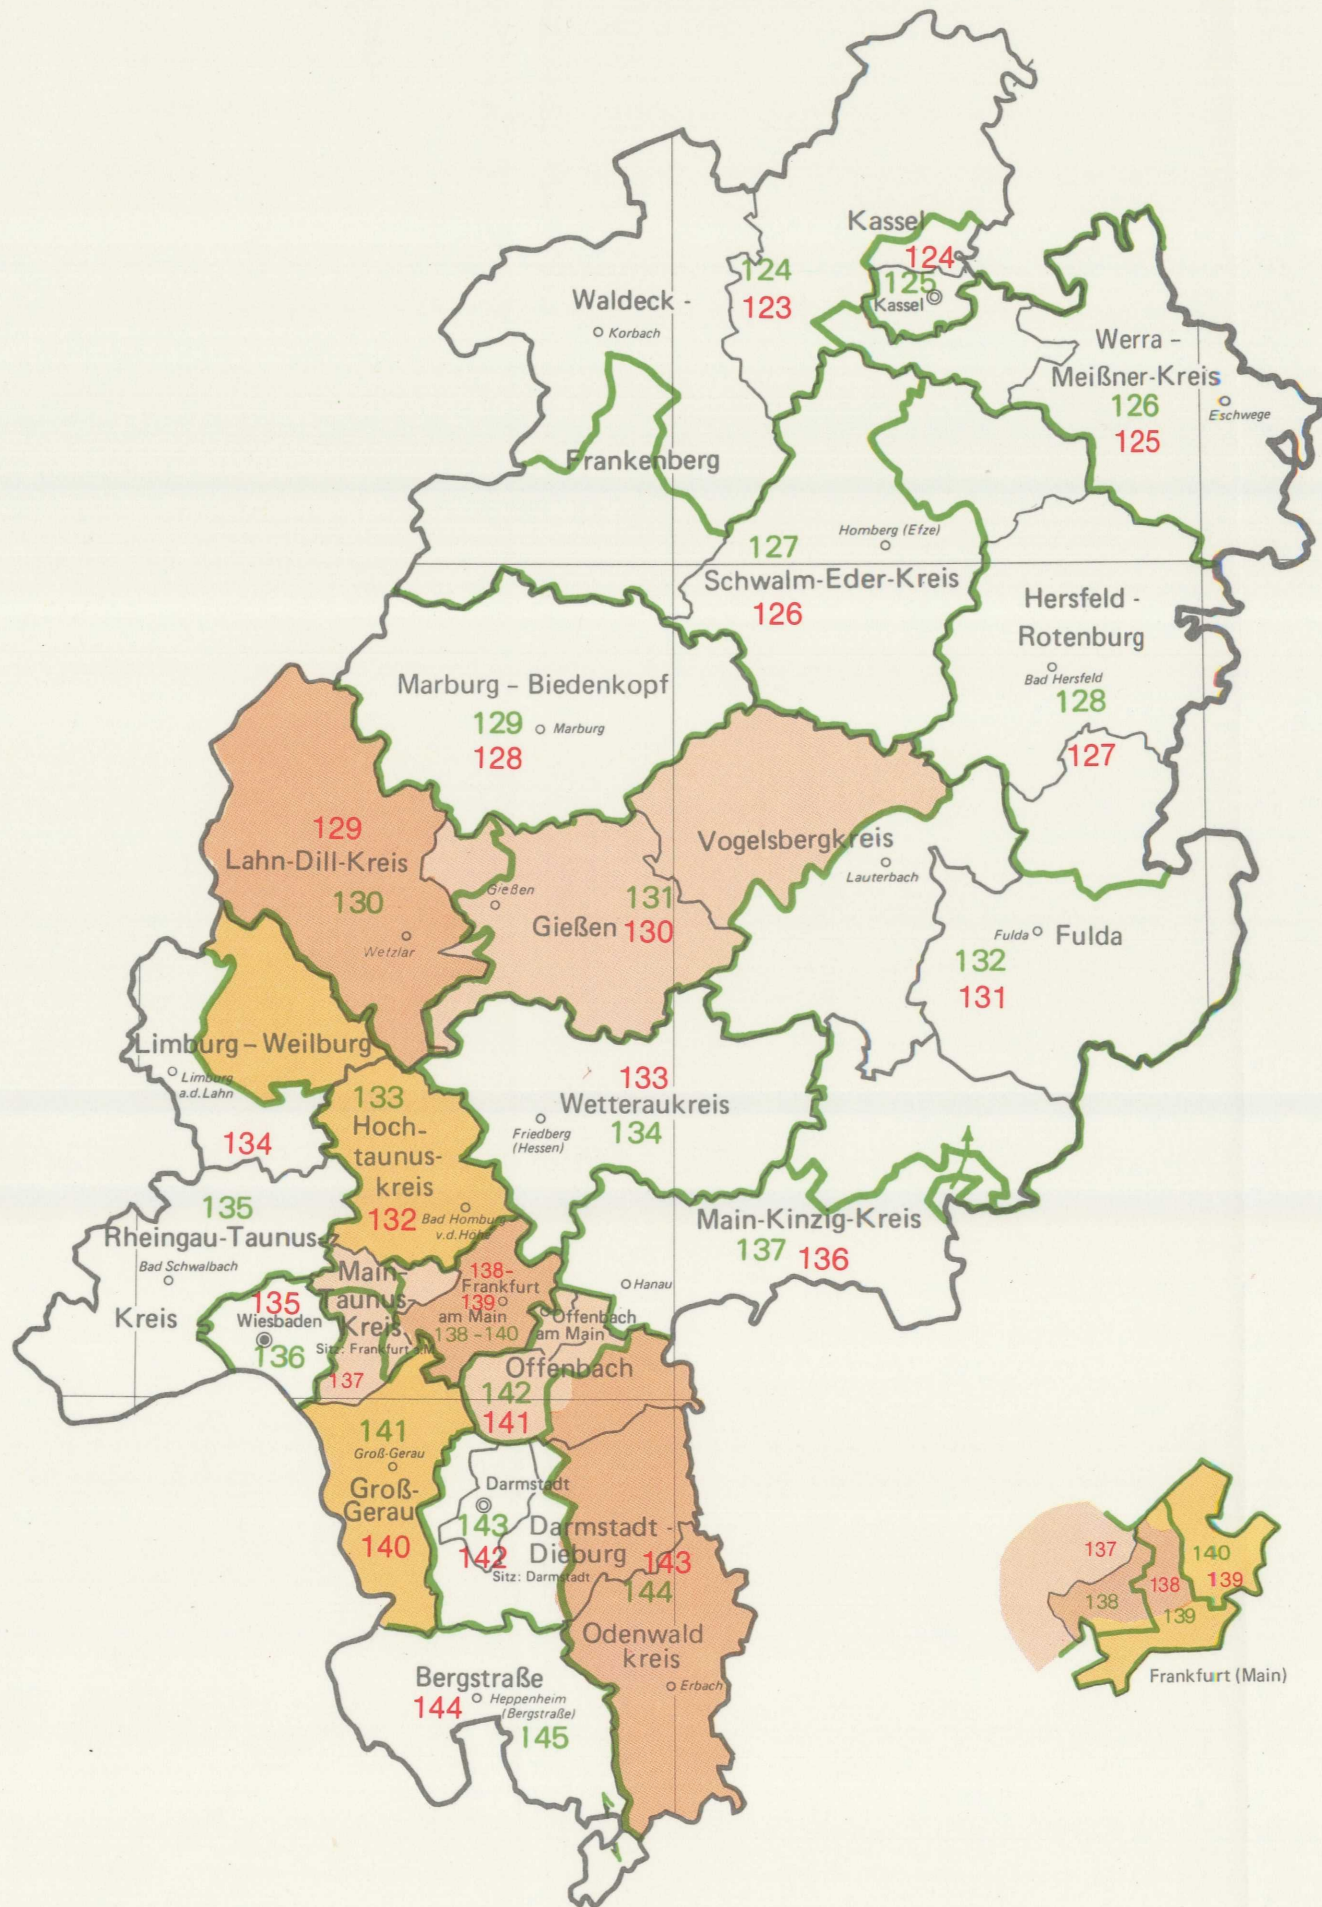 Kassel
124
125
Kassel
124
123
Waldeck -
Korbach
Frankenberg
Werra -
Meißner-Kreis
126
125
Eschwege
Homberg (Efze)
127
Schwalm-Eder-Kreis
126
Hersfeld -
Rotenburg
Bad Hersfeld
128
127
Marburg - Biedenkopf
129
Marburg
128
129
Lahn-Dill-Kreis
130
Wetzlar
Gießen
131
Gießen 130
Vogelsbergkreis
Lauterbach
Fulda
Fulda
132
131
Limburg - Weilburg
Limburg
a.d.Lahn
134
133
Hoch-
taunus-
kreis
132
Bad Homburg
v.d.Höhe
133
Wetteraukreis
134
Friedberg
(Hessen)
135
Rheingau-Taunus-
Bad Schwalbach
Kreis
135
Wiesbaden
136
Main-
Taunus-
Kreis
Sitz: Frankfurt a.M.
137
138-
Frankfurt
139
am Main
138-140
Offenbach
am Main
Offenbach
142
141
Main-Kinzig-Kreis
137
136
Hanau
141
Groß-Gerau
Groß-
Gerau
140
Darmstadt
143
142
Darmstadt -
Dieburg
Sitz: Darmstadt
143
144
Odenwald
kreis
Erbach
Bergstraße
144
Heppenheim
(Bergstraße)
145
137
138
138
139
140
139
Frankfurt (Main)